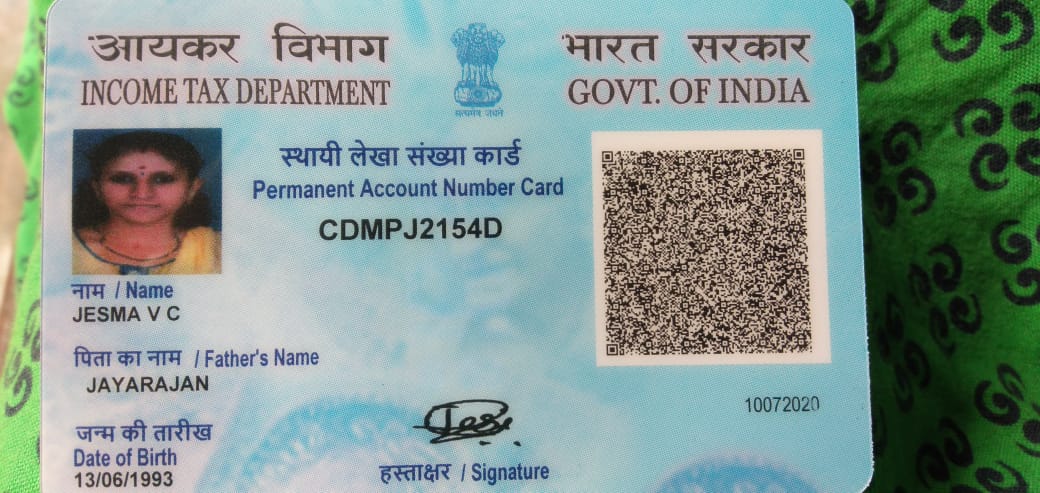 आयकर विभाग
INCOME TAX DEPARTMENT
सत्यमेव जयते
भारत सरकार
GOVT. OF INDIA
स्थायी लेखा संख्या कार्ड
Permanent Account Number Card
CDMPJ2154D
नाम / Name
JESMA V C
पिता का नाम / Father's Name
JAYARAJAN
10072020
जन्म की तारीख
Date of Birth
13/06/1993
हस्ताक्षर / Signature